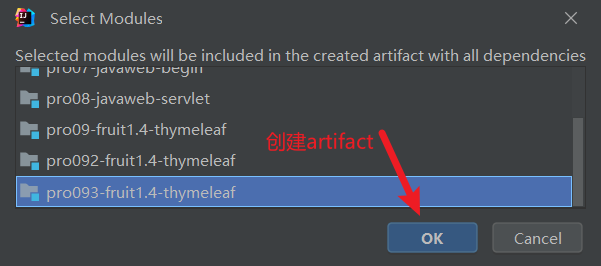 Select Modules
Selected modules will be included in the created artifact with all dependencies
pro07-javaweb-begin
pro08-javaweb-servlet
pro09-fruit1.4-thymeleaf
创建artifact
pro092-fruit1.4-thymeleaf
pro093-fruit1.4-thymeleaf
OK
Cancel